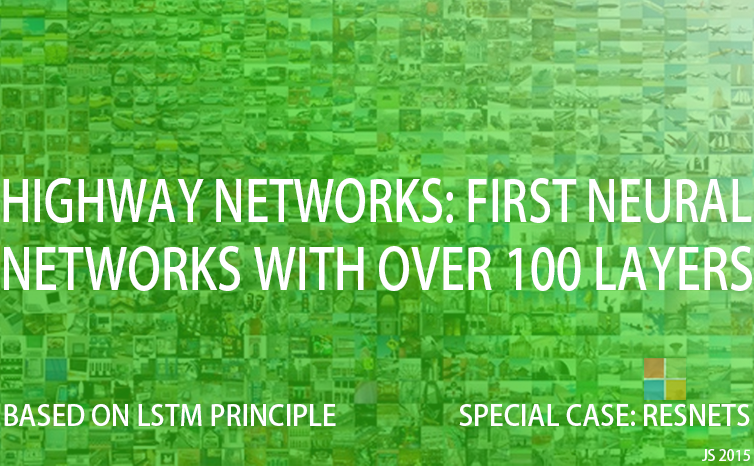 HIGHWAY NETWORKS: FIRST NEURAL
NETWORKS WITH OVER 100 LAYERS
BASED ON LSTM PRINCIPLE
SPECIAL CASE: RESNETS
JS 2015